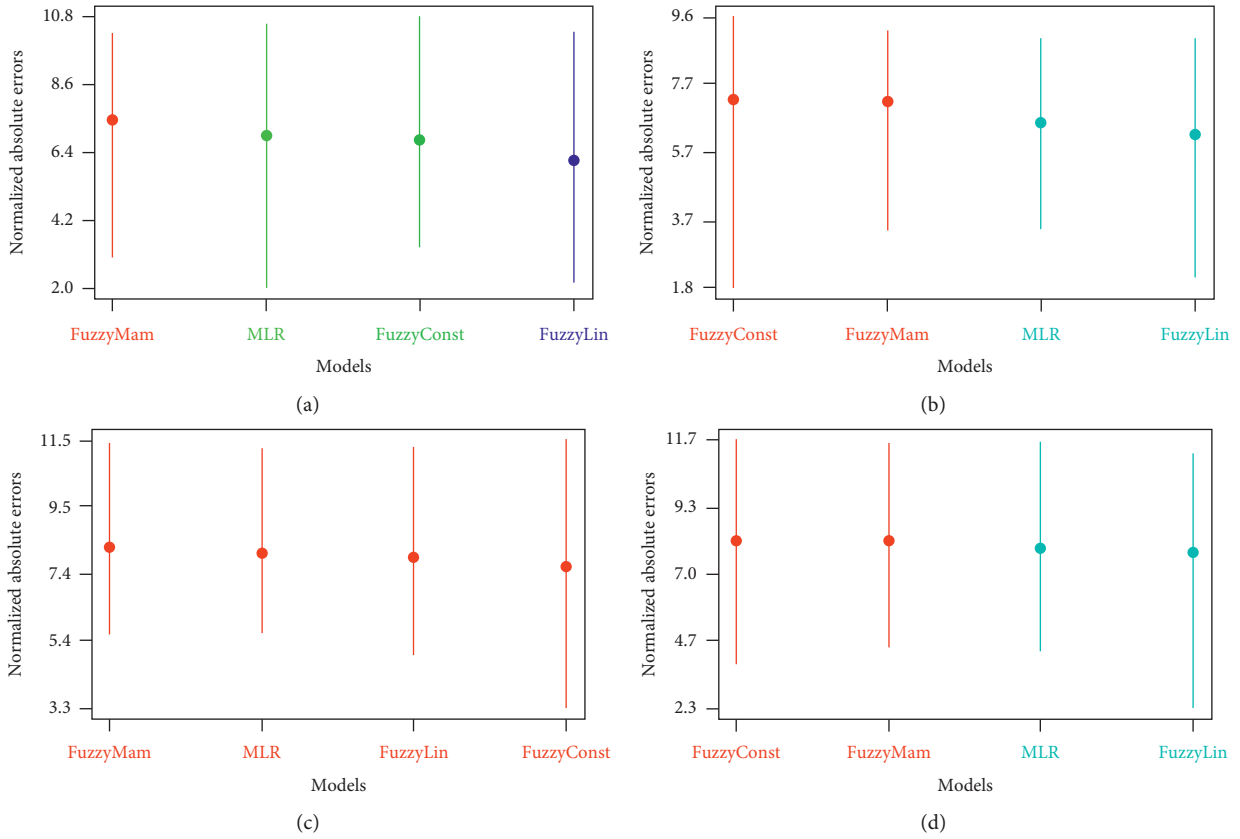 Normalized absolute errors
10.8
8.6
6.4
4.2
2.0
FuzzyMam
MLR
FuzzyConst
FuzzyLin
Models
(a)
Normalized absolute errors
9.6
7.7
5.7
3.7
1.8
FuzzyConst
FuzzyMam
MLR
FuzzyLin
Models
(b)
Normalized absolute errors
11.5
9.5
7.4
5.4
3.3
FuzzyMam
MLR
FuzzyLin
FuzzyConst
Models
(c)
Normalized absolute errors
11.7
9.3
7.0
4.7
2.3
FuzzyConst
FuzzyMam
MLR
FuzzyLin
Models
(d)